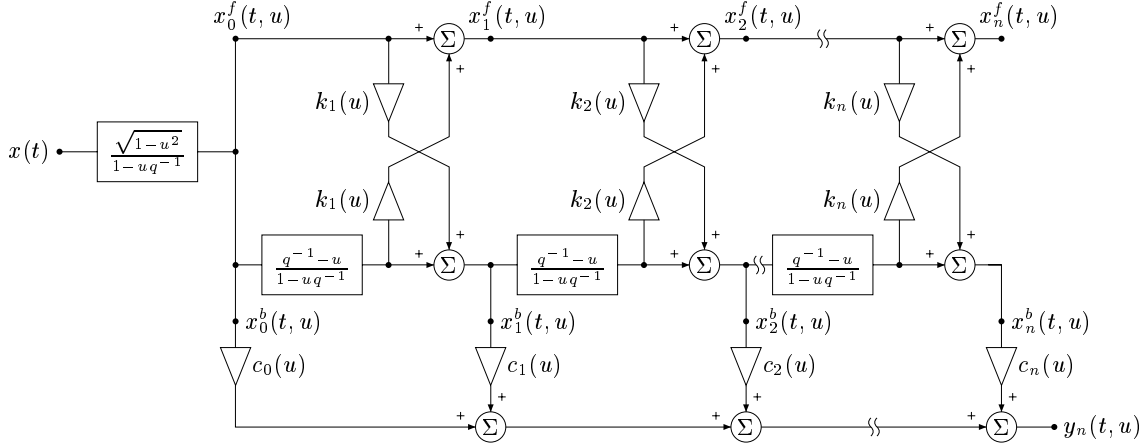 x_0^f(t, u) x_1^f(t, u) x_2^f(t, u) x_n^f(t, u)
+ Σ + Σ + Σ
+ + +
k_1(u) k_2(u) k_n(u)
x(t) √(1−u²) / (1−uq⁻¹)
k_1(u) k_2(u) k_n(u)
+ + +
(q⁻¹−u) / (1−uq⁻¹) + Σ (q⁻¹−u) / (1−uq⁻¹) + Σ (q⁻¹−u) / (1−uq⁻¹) + Σ
x_0^b(t, u) x_1^b(t, u) x_2^b(t, u) x_n^b(t, u)
c_0(u) c_1(u) c_2(u) c_n(u)
+ + +
+ Σ + Σ + Σ y_n(t, u)